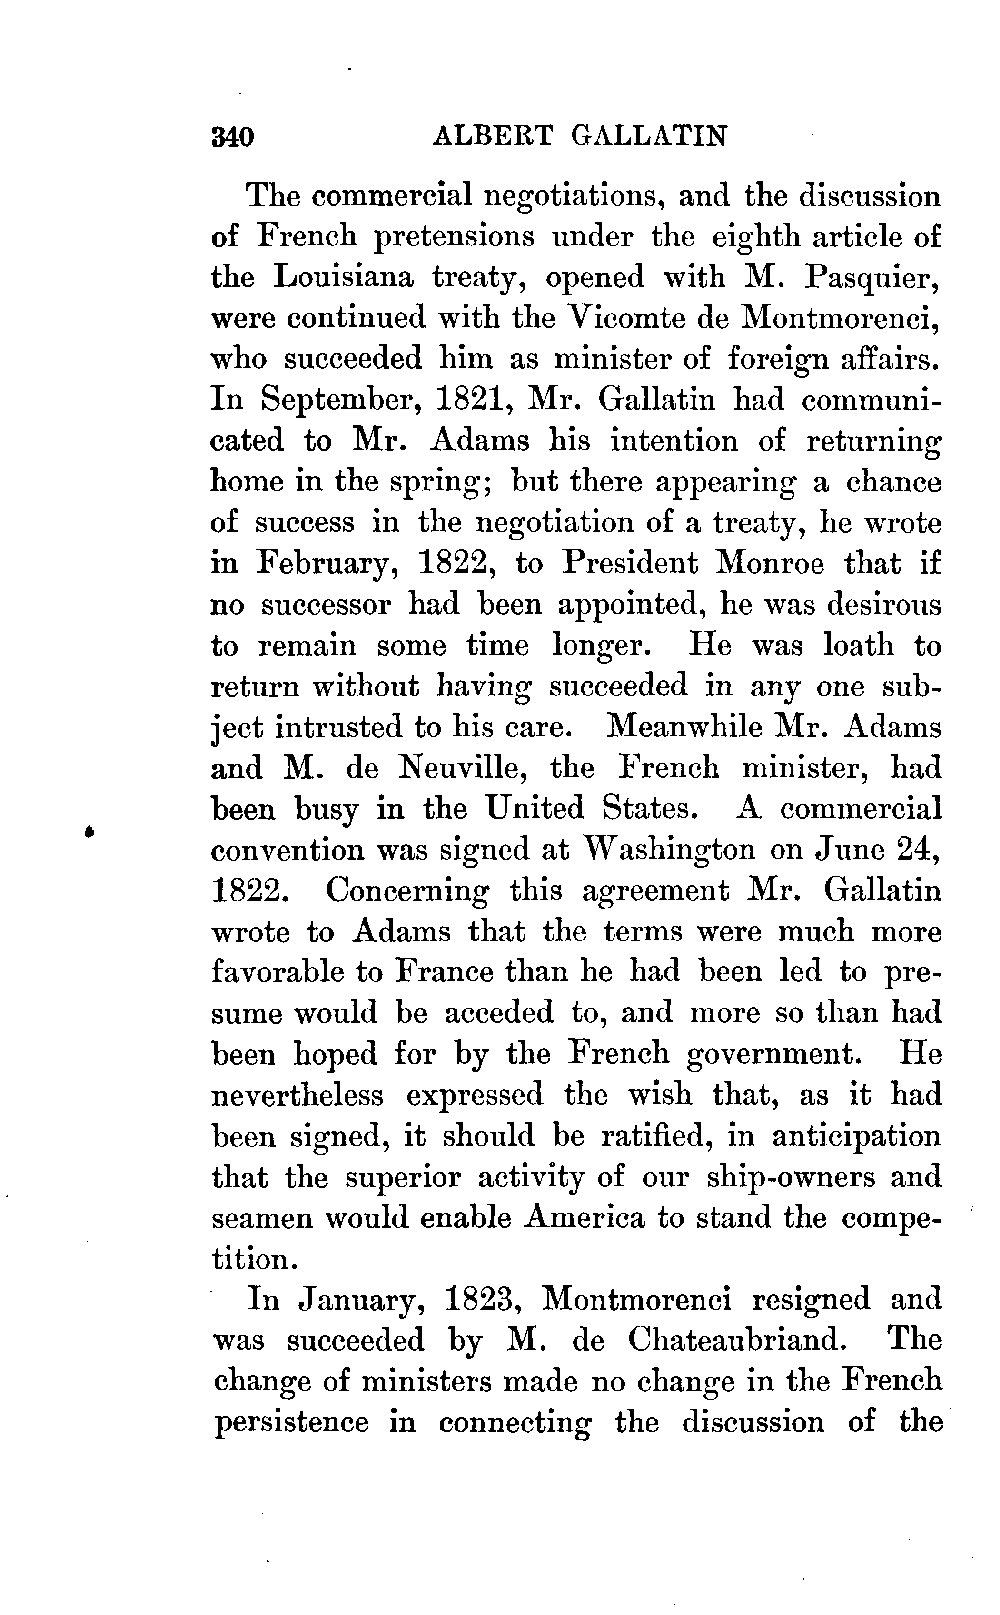 340 ALBERT GALLATIN
The commercial negotiations, and the discussion
of French pretensions under the eighth article of
the Louisiana treaty, opened with M. Pasquier,
were continued with the Vicomte de Montmorenci,
who succeeded him as minister of foreign affairs.
In September, 1821, Mr. Gallatin had communi-
cated to Mr. Adams his intention of returning
home in the spring; but there appearing a chance
of success in the negotiation of a treaty, he wrote
in February, 1822, to President Monroe that if
no successor had been appointed, he was desirous
to remain some time longer. He was loath to
return without having succeeded in any one sub-
ject intrusted to his care. Meanwhile Mr. Adams
and M. de Neuville, the French minister, had
been busy in the United States. A commercial
convention was signed at Washington on June 24,
1822. Concerning this agreement Mr. Gallatin
wrote to Adams that the terms were much more
favorable to France than he had been led to pre-
sume would be acceded to, and more so than had
been hoped for by the French government. He
nevertheless expressed the wish that, as it had
been signed, it should be ratified, in anticipation
that the superior activity of our ship-owners and
seamen would enable America to stand the compe-
tition.
In January, 1823, Montmorenci resigned and
was succeeded by M. de Chateaubriand. The
change of ministers made no change in the French
persistence in connecting the discussion of the